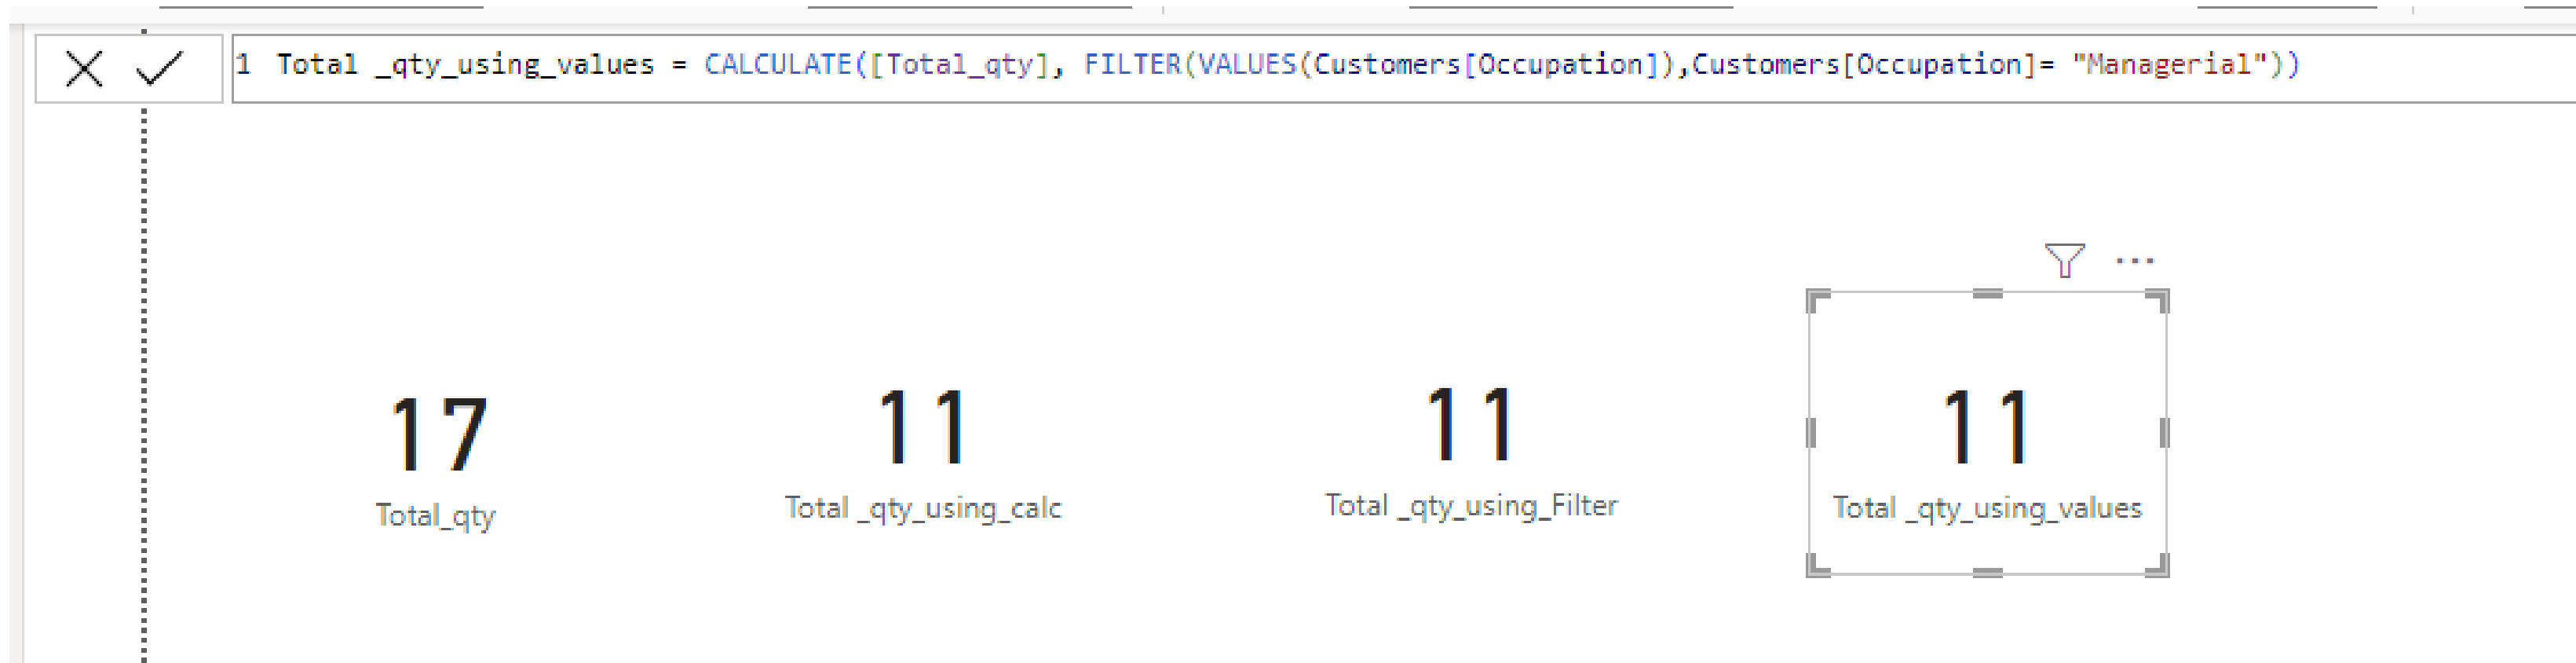 1 Total _qty_using_values = CALCULATE([Total_qty], FILTER(VALUES(Customers[Occupation]),Customers[Occupation]= "Managerial"))
17 11 11 11
Total_qty Total _qty_using_calc Total _qty_using_Filter Total _qty_using_values